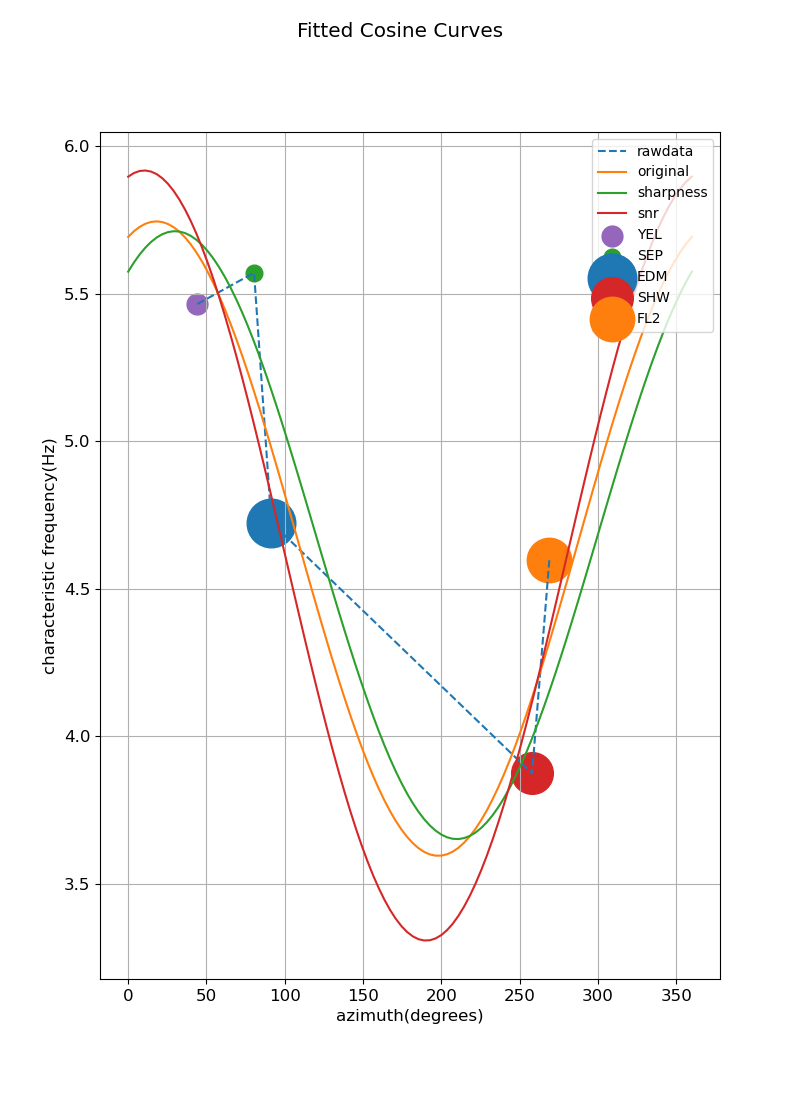 Fitted Cosine Curves
6.0
5.5
5.0
4.5
4.0
3.5
characteristic frequency(Hz)
0 50 100 150 200 250 300 350
azimuth(degrees)
rawdata
original
sharpness
snr
YEL
SEP
EDM
SHW
FL2